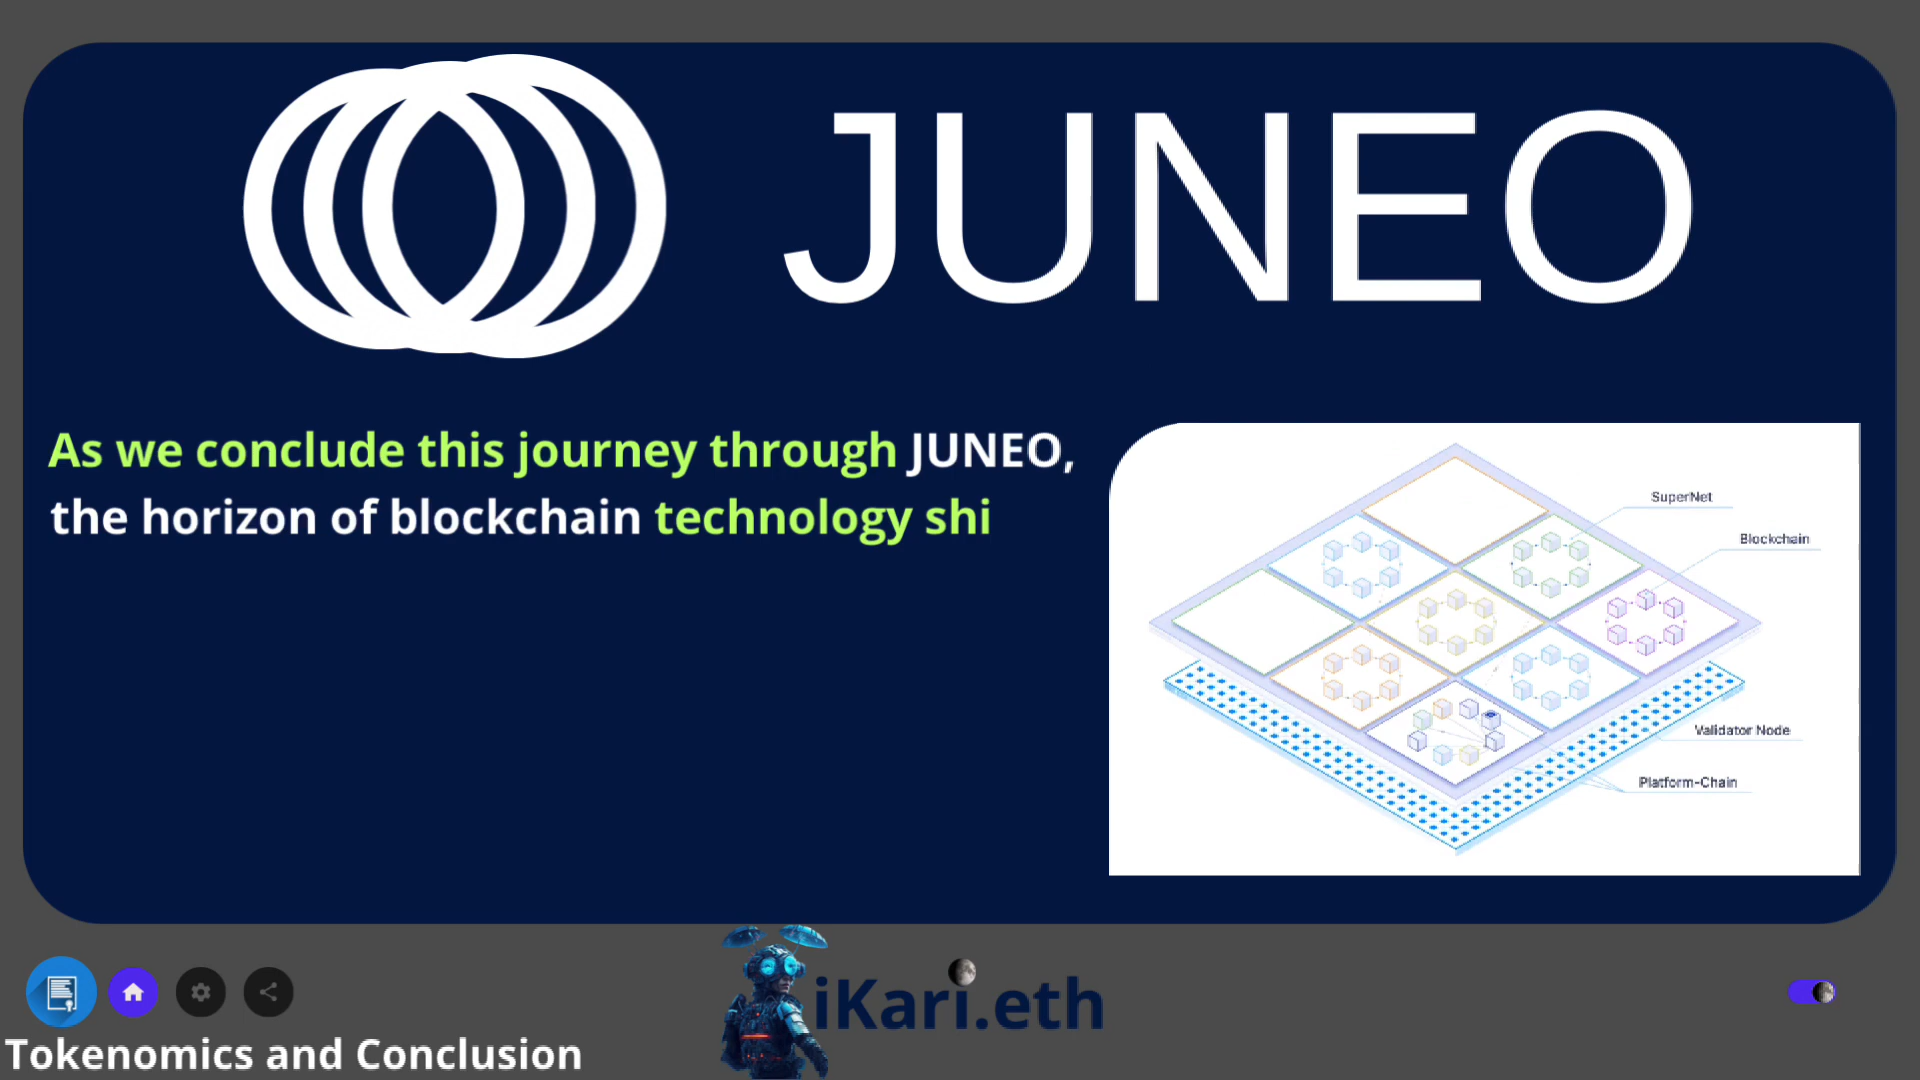 JUNEO
As we conclude this journey through JUNEO,
the horizon of blockchain technology shi
SuperNet
Blockchain
Validator Node
Platform-Chain
iKari.eth
Tokenomics and Conclusion